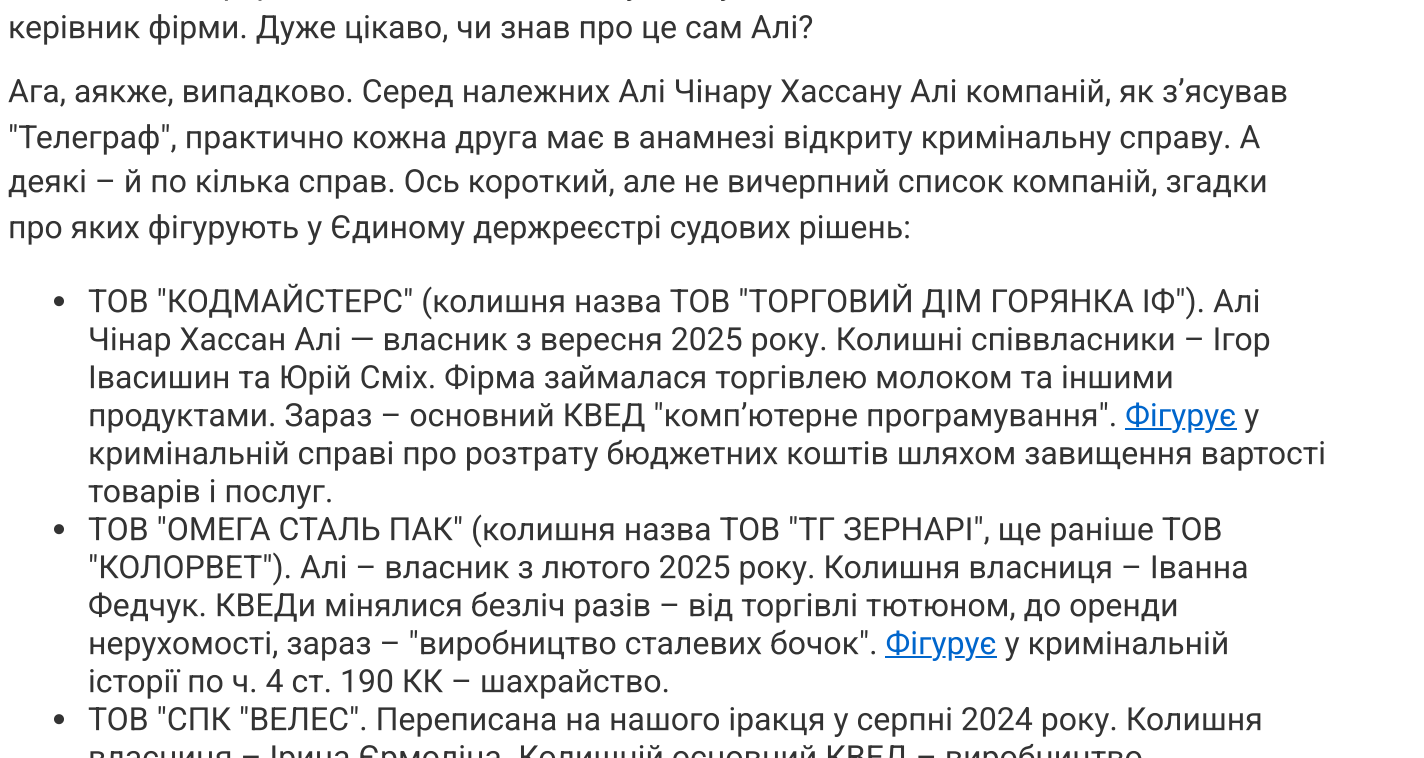 керівник фірми. Дуже цікаво, чи знав про це сам Алі?
Ага, аякже, випадково. Серед належних Алі Чінару Хассану Алі компаній, як з’ясував
"Телеграф", практично кожна друга має в анамнезі відкриту кримінальну справу. А
деякі – й по кілька справ. Ось короткий, але не вичерпний список компаній, згадки
про яких фігурують у Єдиному держреєстрі судових рішень:
• ТОВ "КОДМАЙСТЕРС" (колишня назва ТОВ "ТОРГОВИЙ ДІМ ГОРЯНКА ІФ"). Алі
Чінар Хассан Алі — власник з вересня 2025 року. Колишні співвласники – Ігор
Івасишин та Юрій Сміх. Фірма займалася торгівлею молоком та іншими
продуктами. Зараз – основний КВЕД "комп’ютерне програмування". Фігурує у
кримінальній справі про розтрату бюджетних коштів шляхом завищення вартості
товарів і послуг.
• ТОВ "ОМЕГА СТАЛЬ ПАК" (колишня назва ТОВ "ТГ ЗЕРНАРІ", ще раніше ТОВ
"КОЛОРВЕТ"). Алі – власник з лютого 2025 року. Колишня власниця – Іванна
Федчук. КВЕДи мінялися безліч разів – від торгівлі тютюном, до оренди
нерухомості, зараз – "виробництво сталевих бочок". Фігурує у кримінальній
історії по ч. 4 ст. 190 КК – шахрайство.
• ТОВ "СПК "ВЕЛЕС". Переписана на нашого іракця у серпні 2024 року. Колишня
власниця – Ірина Єрмоліна. Колишній основний КВЕД – виробництво